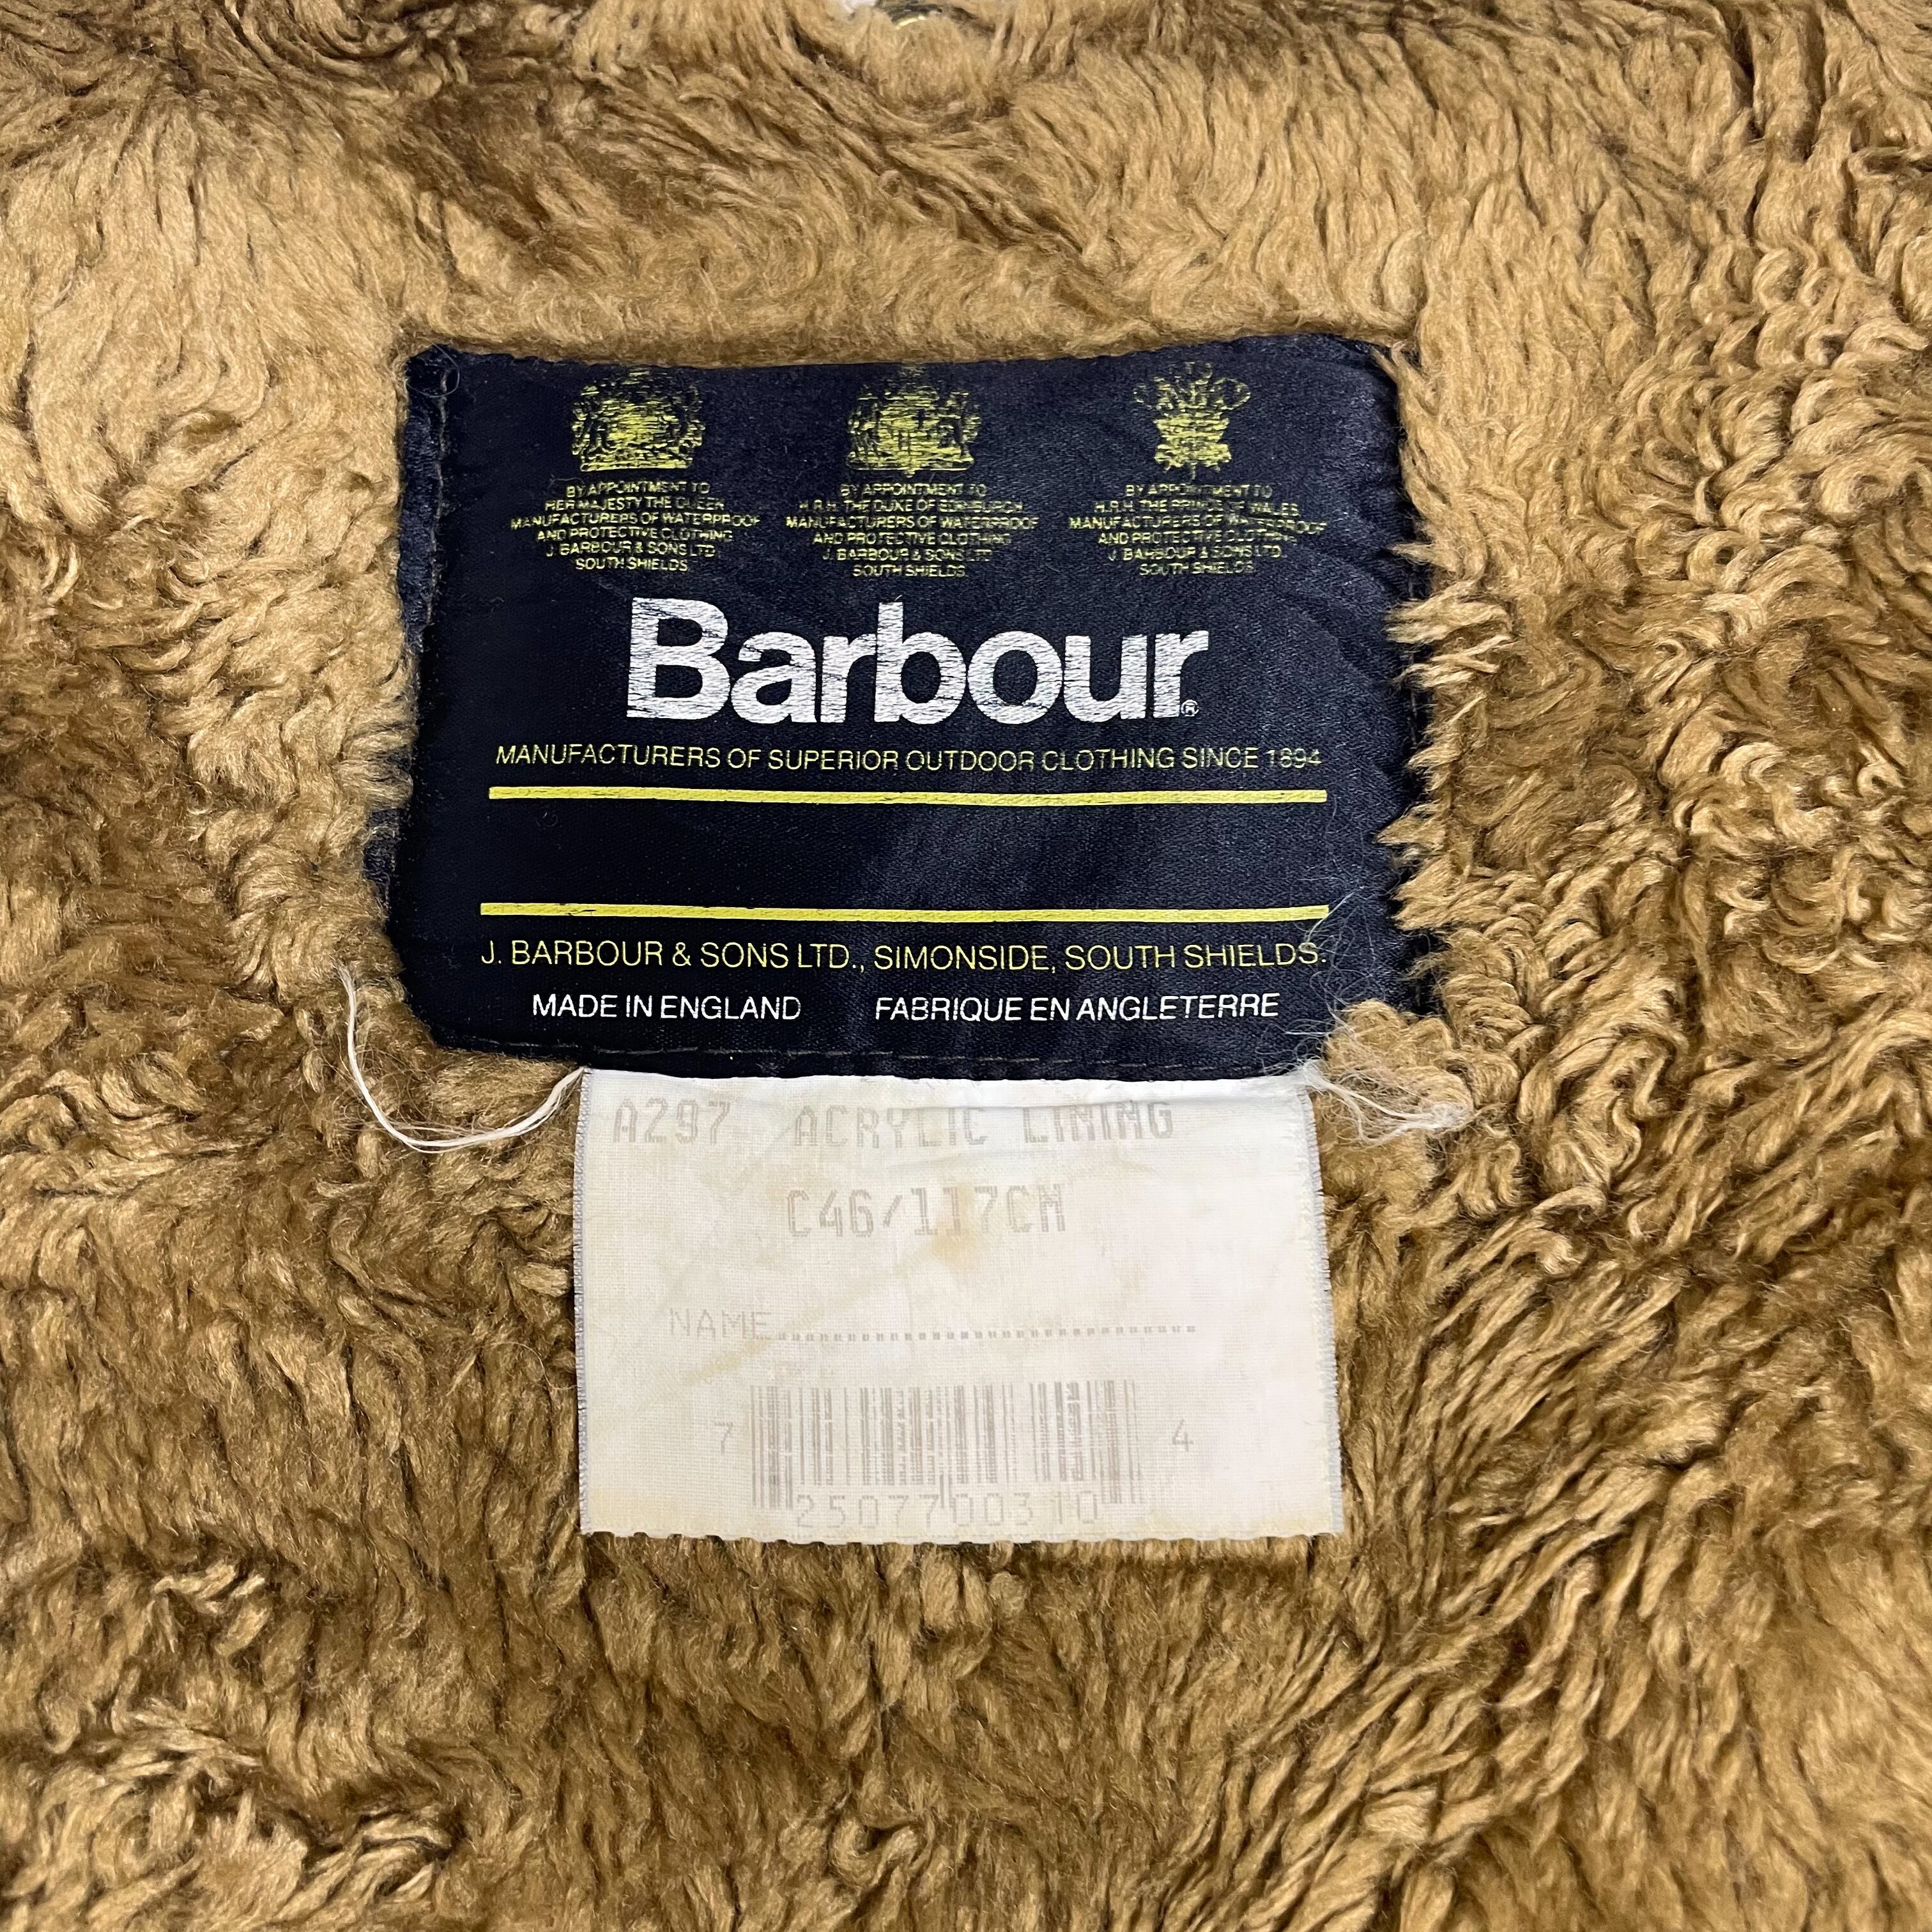 BY APPOINTMENT TO
HER MAJESTY THE QUEEN
MANUFACTURERS OF WATERPROOF
AND PROTECTIVE CLOTHING
J. BARBOUR & SONS LTD
SOUTH SHIELDS.
BY APPOINTMENT TO
H.R.H. THE DUKE OF EDINBURGH
MANUFACTURERS OF WATERPROOF
AND PROTECTIVE CLOTHING
J. BARBOUR & SONS LTD
SOUTH SHIELDS.
BY APPOINTMENT TO
H.R.H. THE PRINCE OF WALES
MANUFACTURERS OF WATERPROOF
AND PROTECTIVE CLOTHING
J. BARBOUR & SONS LTD
SOUTH SHIELDS
Barbour®
MANUFACTURERS OF SUPERIOR OUTDOOR CLOTHING SINCE 1894
J. BARBOUR & SONS LTD., SIMONSIDE, SOUTH SHIELDS.
MADE IN ENGLAND FABRIQUE EN ANGLETERRE
A297 ACRYLIC LINING
C46/117CM
NAME..............................
7 25077 00310 4